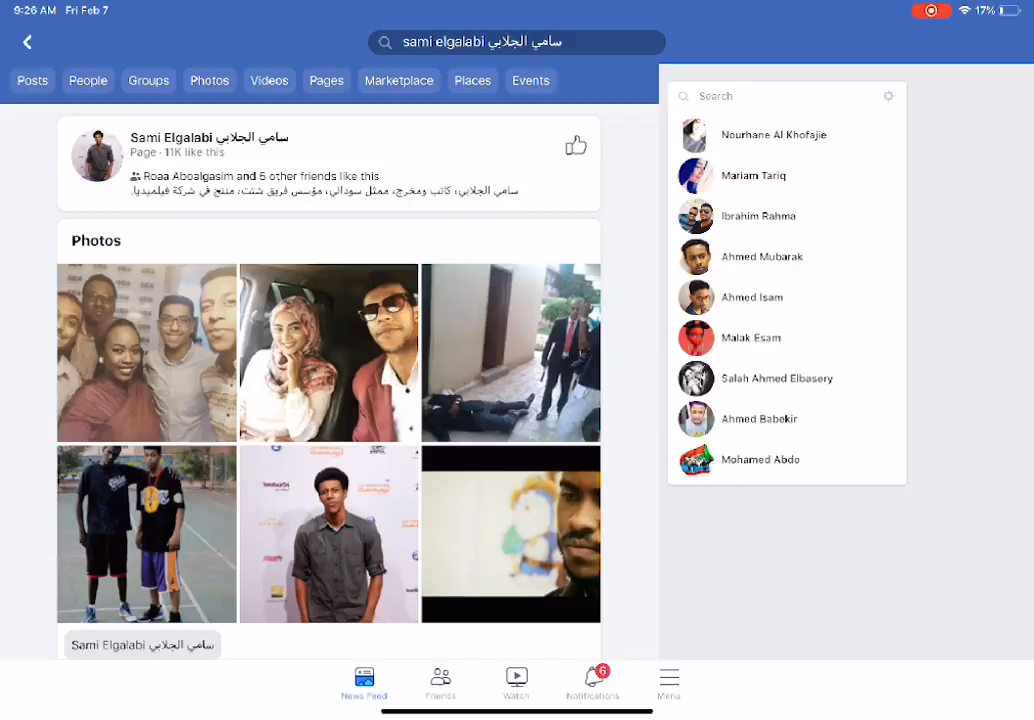 9:26 AM Fri Feb 7
17%
sami elgalabi سامي الجلابي
Posts
People
Groups
Photos
Videos
Pages
Marketplace
Places
Events
Sami Elgalabi سامي الجلابي
Page · 11K like this
Roaa Aboalgasim and 5 other friends like this
سامي الجلابي، كاتب ومخرج، ممثل سوداني، مؤسس فريق شتت، منتج في شركة فيلميديا.
Photos
Sami Elgalabi سامي الجلابي
Search
Nourhane Al Khofajie
Mariam Tariq
Ibrahim Rahma
Ahmed Mubarak
Ahmed Isam
Malak Esam
Salah Ahmed Elbasery
Ahmed Babekir
Mohamed Abdo
News Feed
Friends
Watch
6
Notifications
Menu